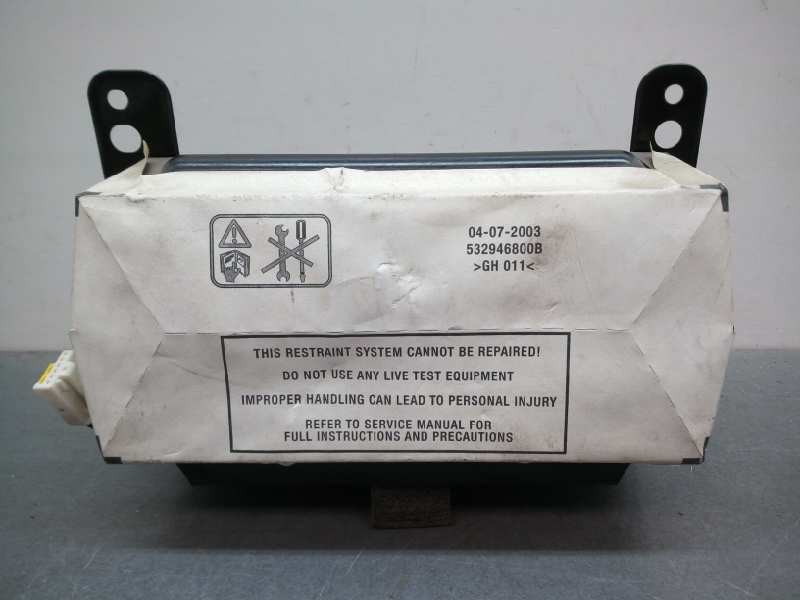 04-07-2003
532946800B
>GH 011<
THIS RESTRAINT SYSTEM CANNOT BE REPAIRED!
DO NOT USE ANY LIVE TEST EQUIPMENT
IMPROPER HANDLING CAN LEAD TO PERSONAL INJURY
REFER TO SERVICE MANUAL FOR
FULL INSTRUCTIONS AND PRECAUTIONS